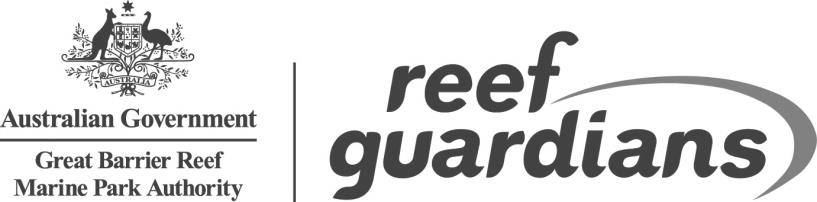 AUSTRALIA
Australian Government
Great Barrier Reef
Marine Park Authority
reef
guardians